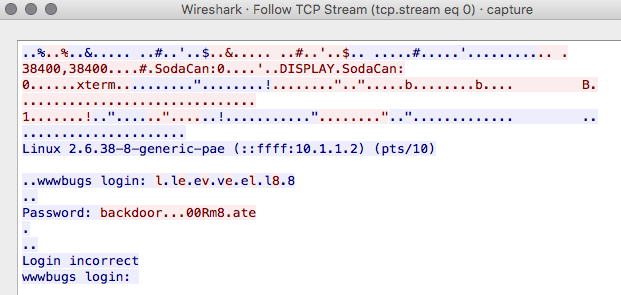 Wireshark · Follow TCP Stream (tcp.stream eq 0) · capture
..%..%..&..... ..#..'..$..&..... ..#..'..$.. .....#.....'........... .
38400,38400....#.SodaCan:0....'..DISPLAY.SodaCan:
0......xterm.........."........!........"..".....b........b.... B.
..............................
1.......!.."......"......!..........."........".."............. ..
.....................
Linux 2.6.38-8-generic-pae (::ffff:10.1.1.2) (pts/10)
..wwwbugs login: l.le.ev.ve.el.l8.8
..
Password: backdoor...00Rm8.ate
.
..
Login incorrect
wwwbugs login: